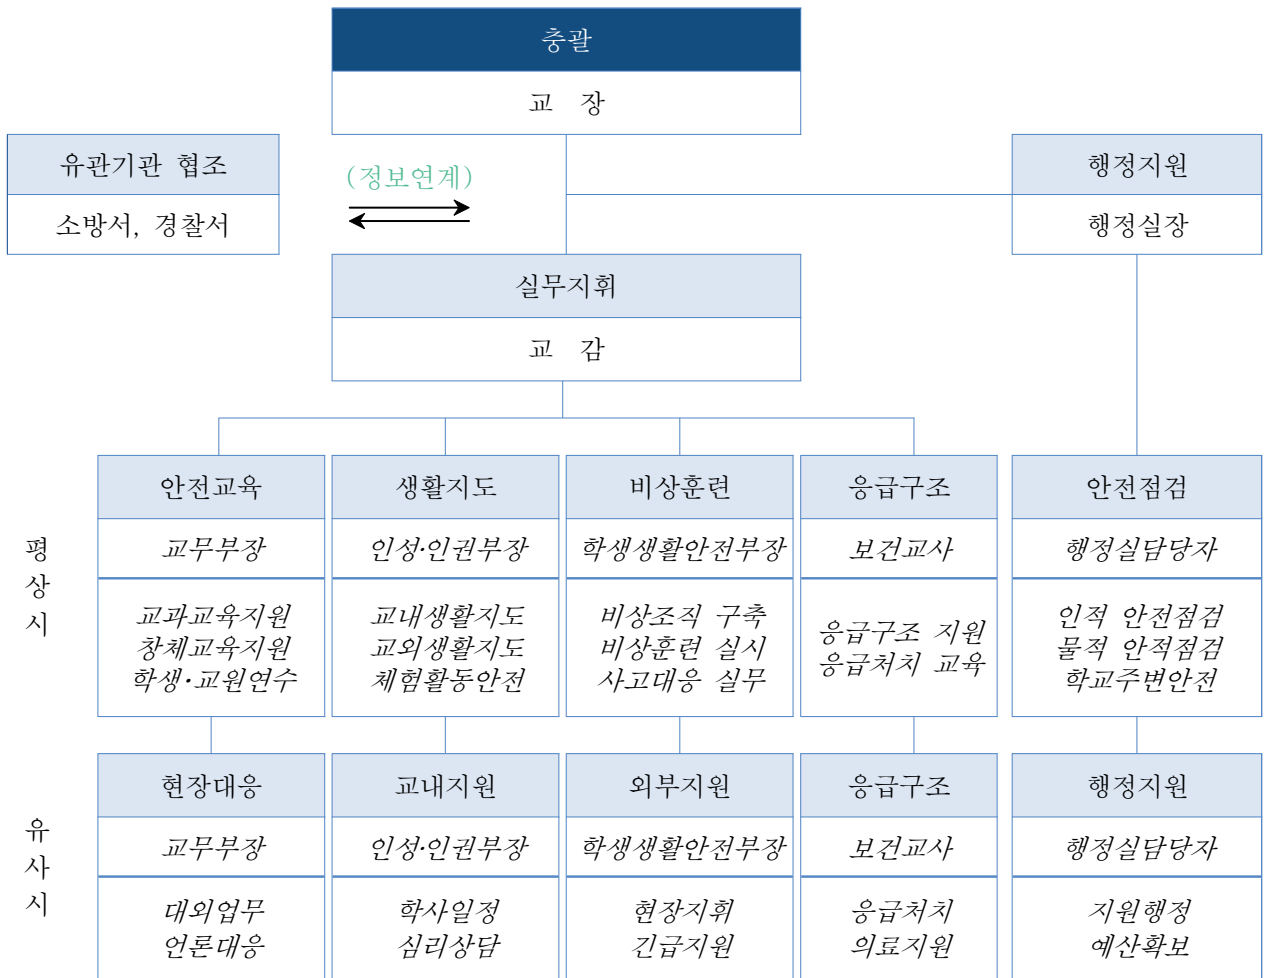 총괄
교 장
유관기관 협조
소방서, 경찰서
(정보연계)
행정지원
행정실장
실무지휘
교 감
평상시
안전교육
생활지도
비상훈련
응급구조
안전점검
교무부장
인성·인권부장
학생생활안전부장
보건교사
행정실담당자
교과교육지원
창체교육지원
학생·교원연수
교내생활지도
교외생활지도
체험활동안전
비상조직 구축
비상훈련 실시
사고대응 실무
응급구조 지원
응급처치 교육
인적 안전점검
물적 안적점검
학교주변안전
유사시
현장대응
교내지원
외부지원
응급구조
행정지원
교무부장
인성·인권부장
학생생활안전부장
보건교사
행정실담당자
대외업무
언론대응
학사일정
심리상담
현장지휘
긴급지원
응급처치
의료지원
지원행정
예산확보